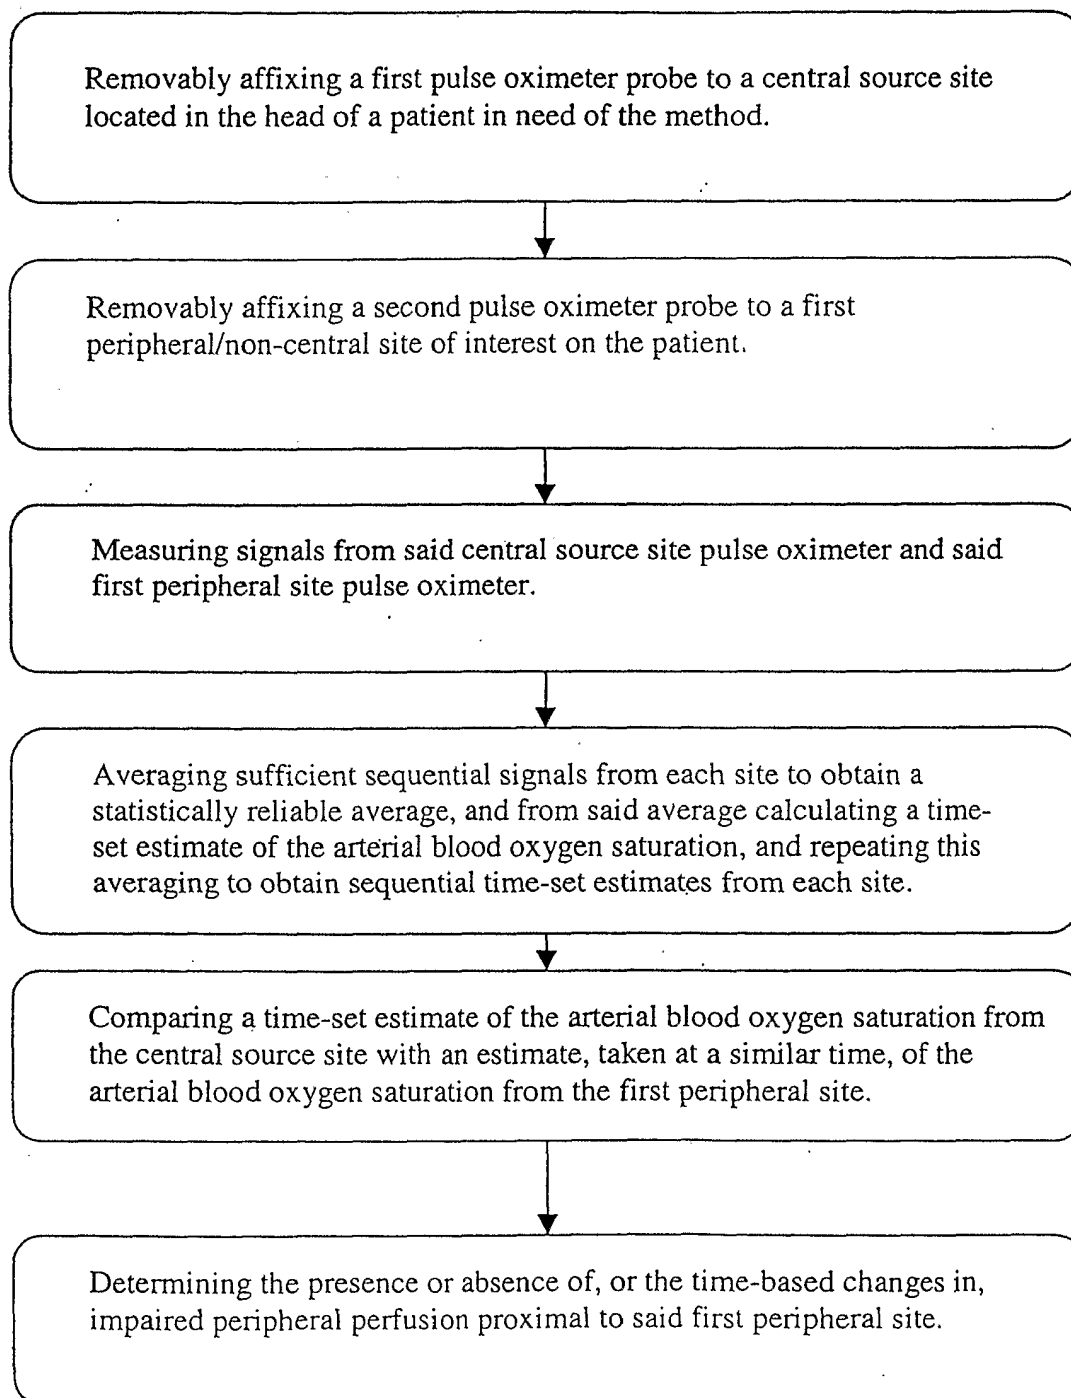 Removably affixing a first pulse oximeter probe to a central source site
located in the head of a patient in need of the method.
Removably affixing a second pulse oximeter probe to a first
peripheral/non-central site of interest on the patient.
Measuring signals from said central source site pulse oximeter and said
first peripheral site pulse oximeter.
Averaging sufficient sequential signals from each site to obtain a
statistically reliable average, and from said average calculating a time-
set estimate of the arterial blood oxygen saturation, and repeating this
averaging to obtain sequential time-set estimates from each site.
Comparing a time-set estimate of the arterial blood oxygen saturation from
the central source site with an estimate, taken at a similar time, of the
arterial blood oxygen saturation from the first peripheral site.
Determining the presence or absence of, or the time-based changes in,
impaired peripheral perfusion proximal to said first peripheral site.